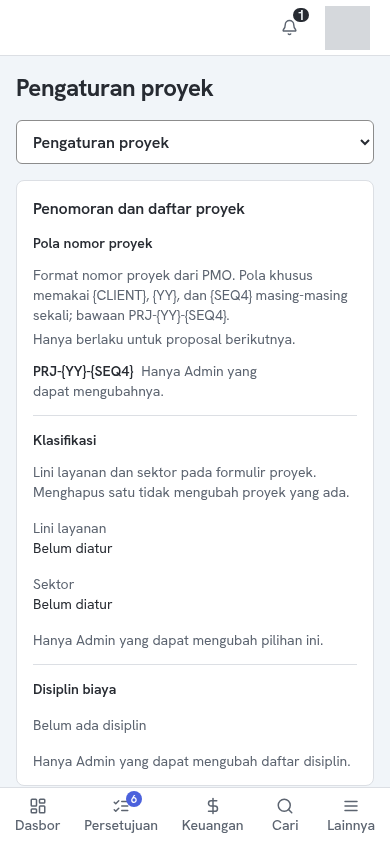 1
Pengaturan proyek
Pengaturan proyek
Penomoran dan daftar proyek
Pola nomor proyek
Format nomor proyek dari PMO. Pola khusus
memakai {CLIENT}, {YY}, dan {SEQ4} masing-masing
sekali; bawaan PRJ-{YY}-{SEQ4}.
Hanya berlaku untuk proposal berikutnya.
PRJ-{YY}-{SEQ4} Hanya Admin yang
dapat mengubahnya.
Klasifikasi
Lini layanan dan sektor pada formulir proyek.
Menghapus satu tidak mengubah proyek yang ada.
Lini layanan
Belum diatur
Sektor
Belum diatur
Hanya Admin yang dapat mengubah pilihan ini.
Disiplin biaya
Belum ada disiplin
Hanya Admin yang dapat mengubah daftar disiplin.
6
Dasbor Persetujuan Keuangan Cari Lainnya